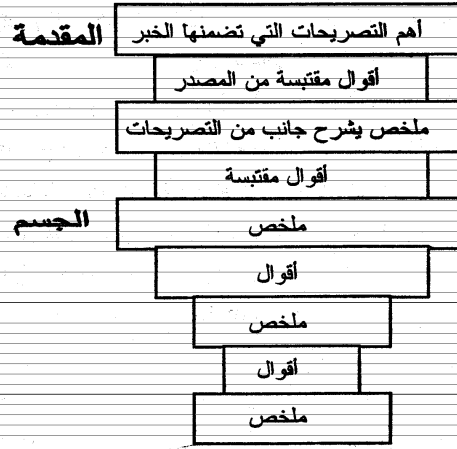 المقدمة
أهم التصريحات التي تضمنها الخبر
أقوال مقتبسة من المصدر
ملخص يشرح جانب من التصريحات
أقوال مقتبسة
الجسم
ملخص
أقوال
ملخص
أقوال
ملخص